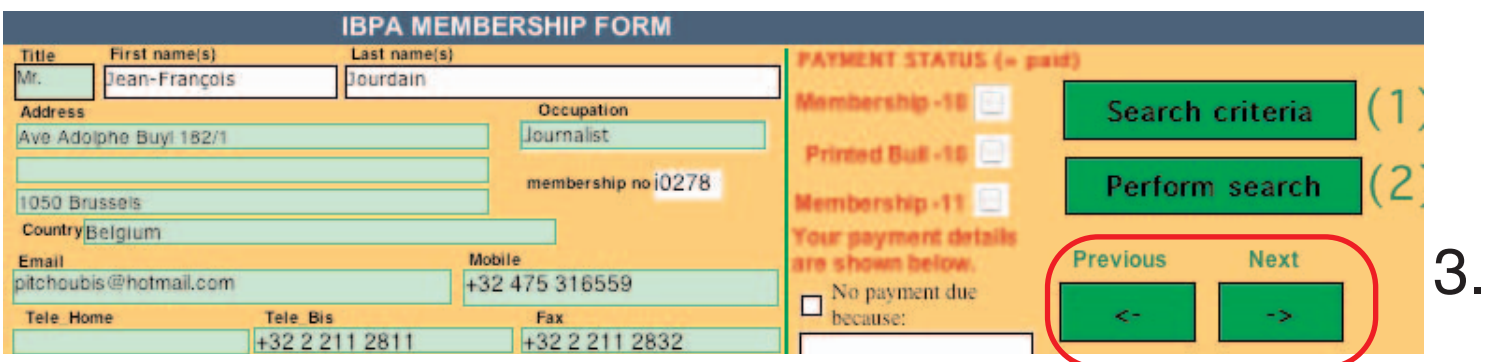 IBPA MEMBERSHIP FORM
Title First name(s) Last name(s)
Mr. Jean-François Jourdain
Address Occupation
Ave Adolphe Buyl 182/1 Journalist
membership no i0278
1050 Brussels
Country Belgium
Email Mobile
pitchoubis@hotmail.com +32 475 316559
Tele_Home Tele_Bis Fax
+32 2 211 2811 +32 2 211 2832
PAYMENT STATUS (= paid)
Membership -10
Printed Bull -10
Membership -11
Your payment details
are shown below.
No payment due
because:
Search criteria (1)
Perform search (2)
Previous Next
<- ->
3.